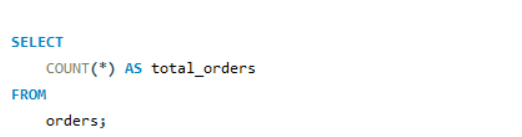 SELECT
    COUNT(*) AS total_orders
FROM
    orders;